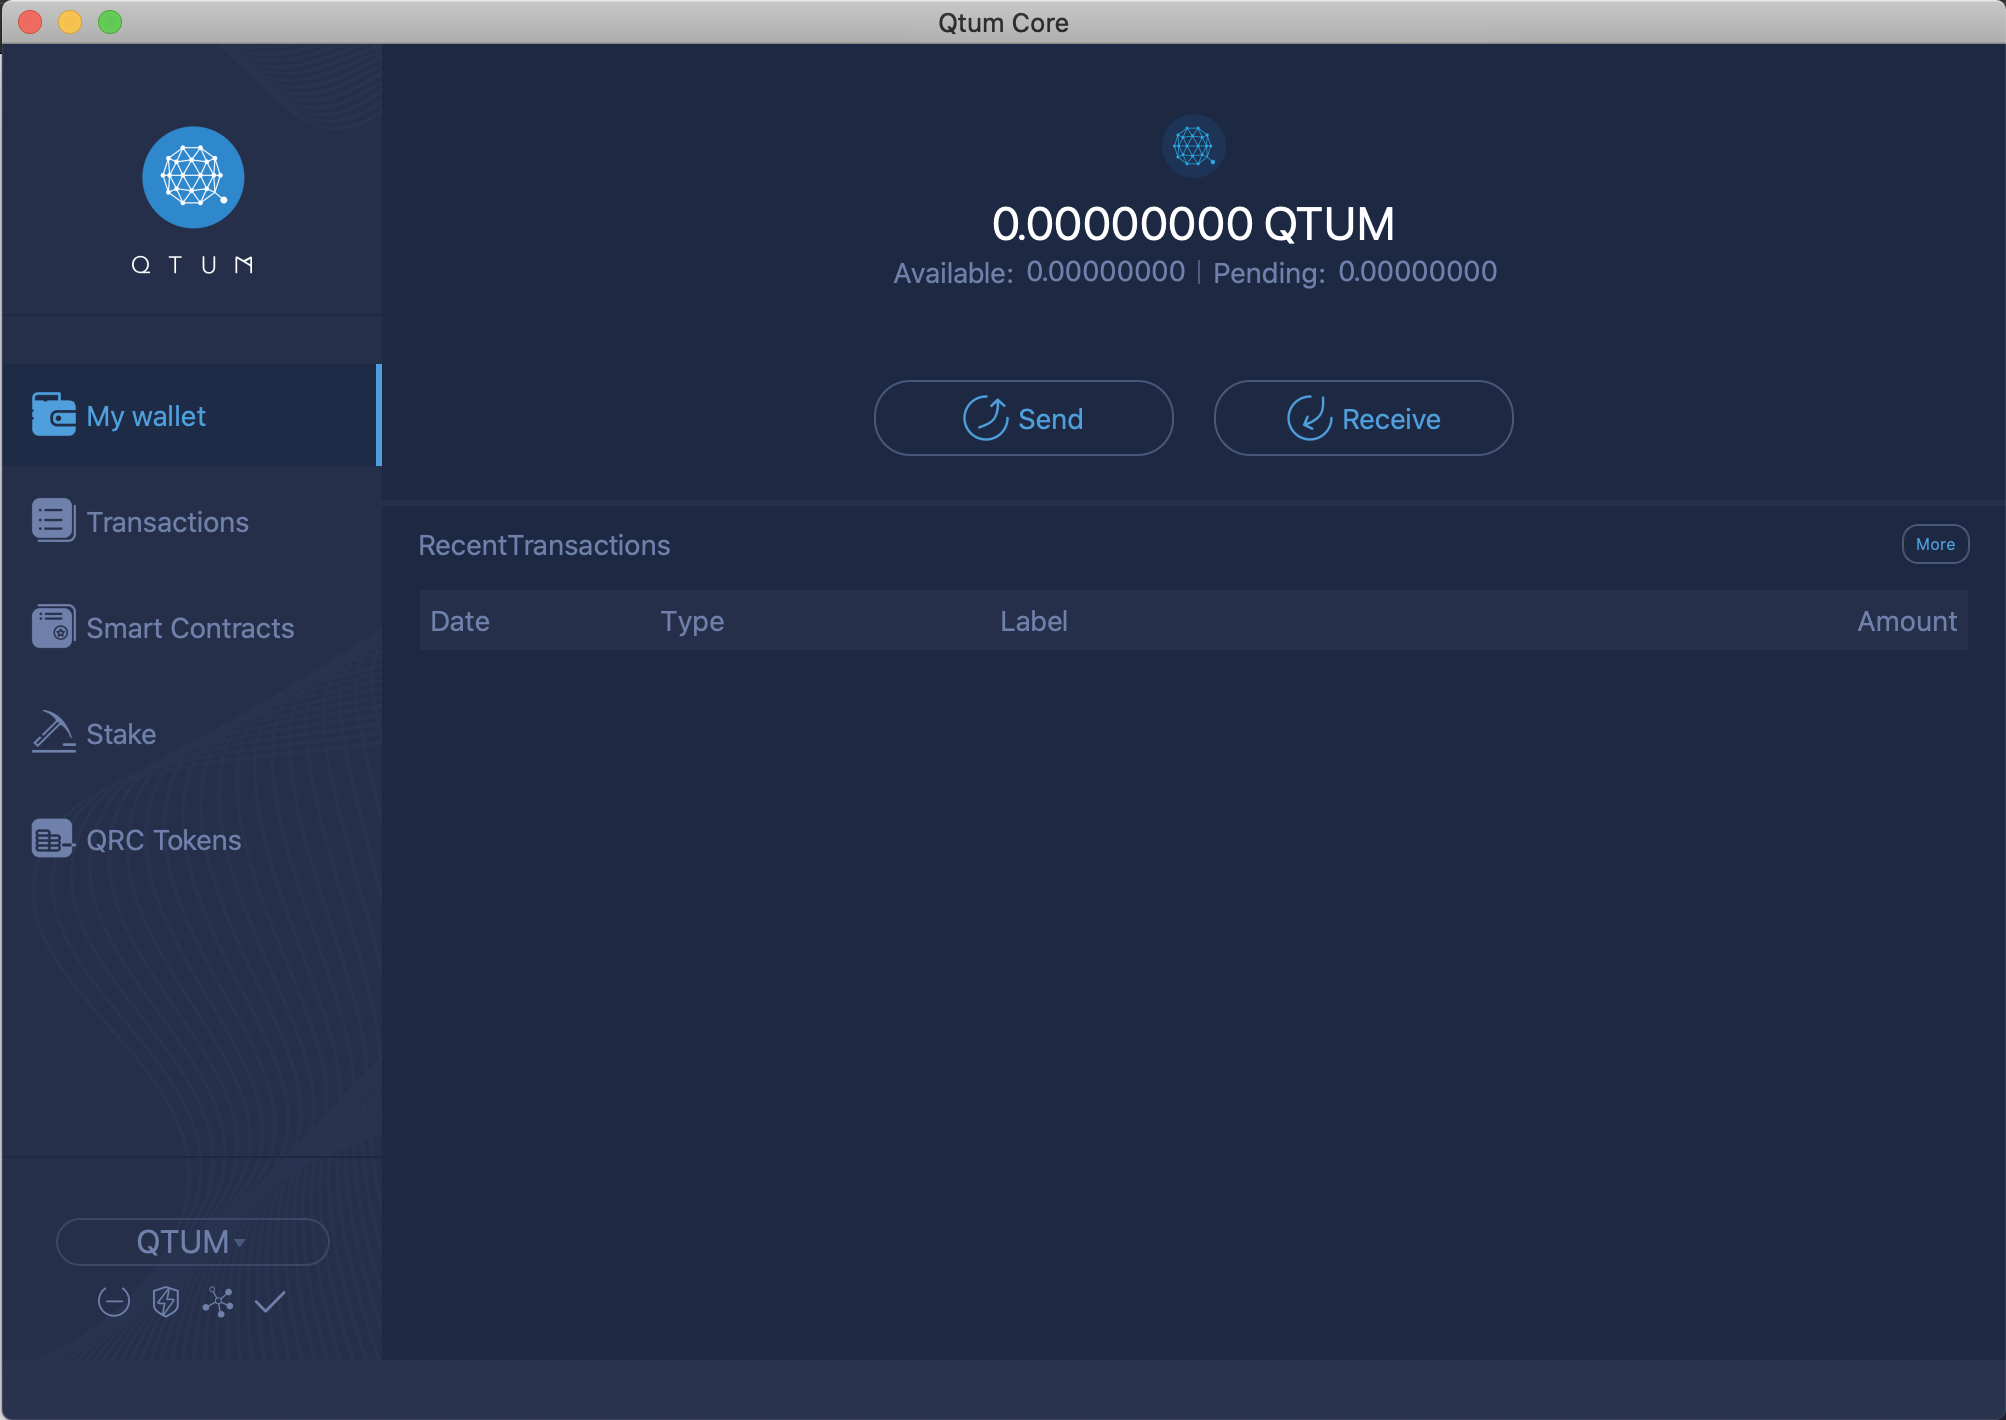 Qtum Core
QTUM
0.00000000 QTUM
Available: 0.00000000 | Pending: 0.00000000
My wallet
Send
Receive
Transactions
RecentTransactions
More
Date Type Label Amount
Smart Contracts
Stake
QRC Tokens
QTUM